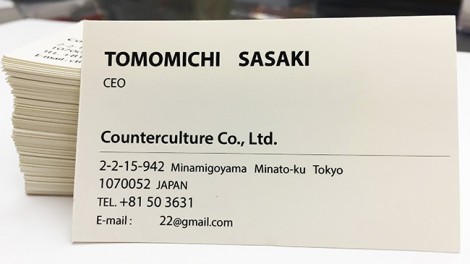 TOMOMICHI SASAKI
CEO
Counterculture Co., Ltd.
2-2-15-942 Minamigoyama Minato-ku Tokyo
1070052 JAPAN
TEL. +81 50 3631
E-mail : 22@gmail.com